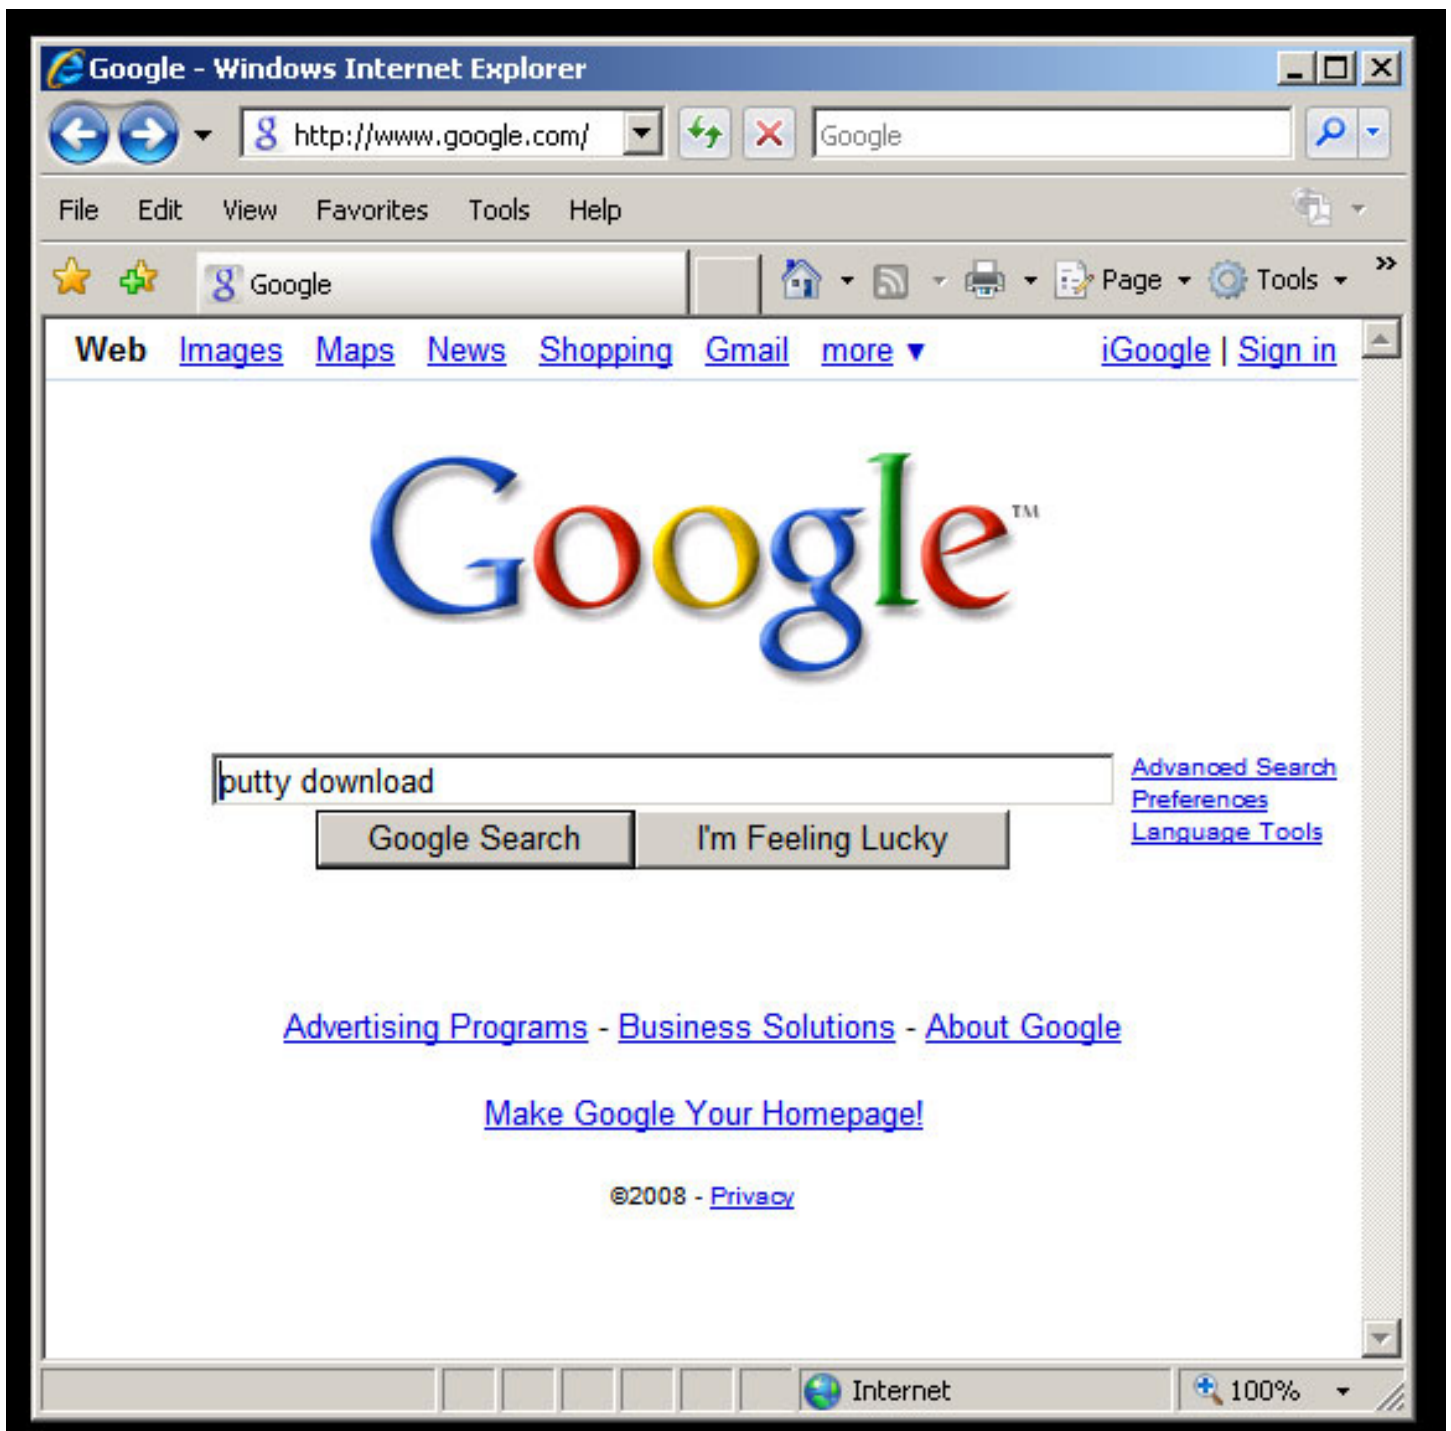 Google - Windows Internet Explorer
http://www.google.com/ Google
File Edit View Favorites Tools Help
Google Page Tools »
Web Images Maps News Shopping Gmail more ▼ iGoogle | Sign in
Google™
putty download
Advanced Search
Preferences
Language Tools
Google Search I'm Feeling Lucky
Advertising Programs - Business Solutions - About Google
Make Google Your Homepage!
©2008 - Privacy
Internet 100%